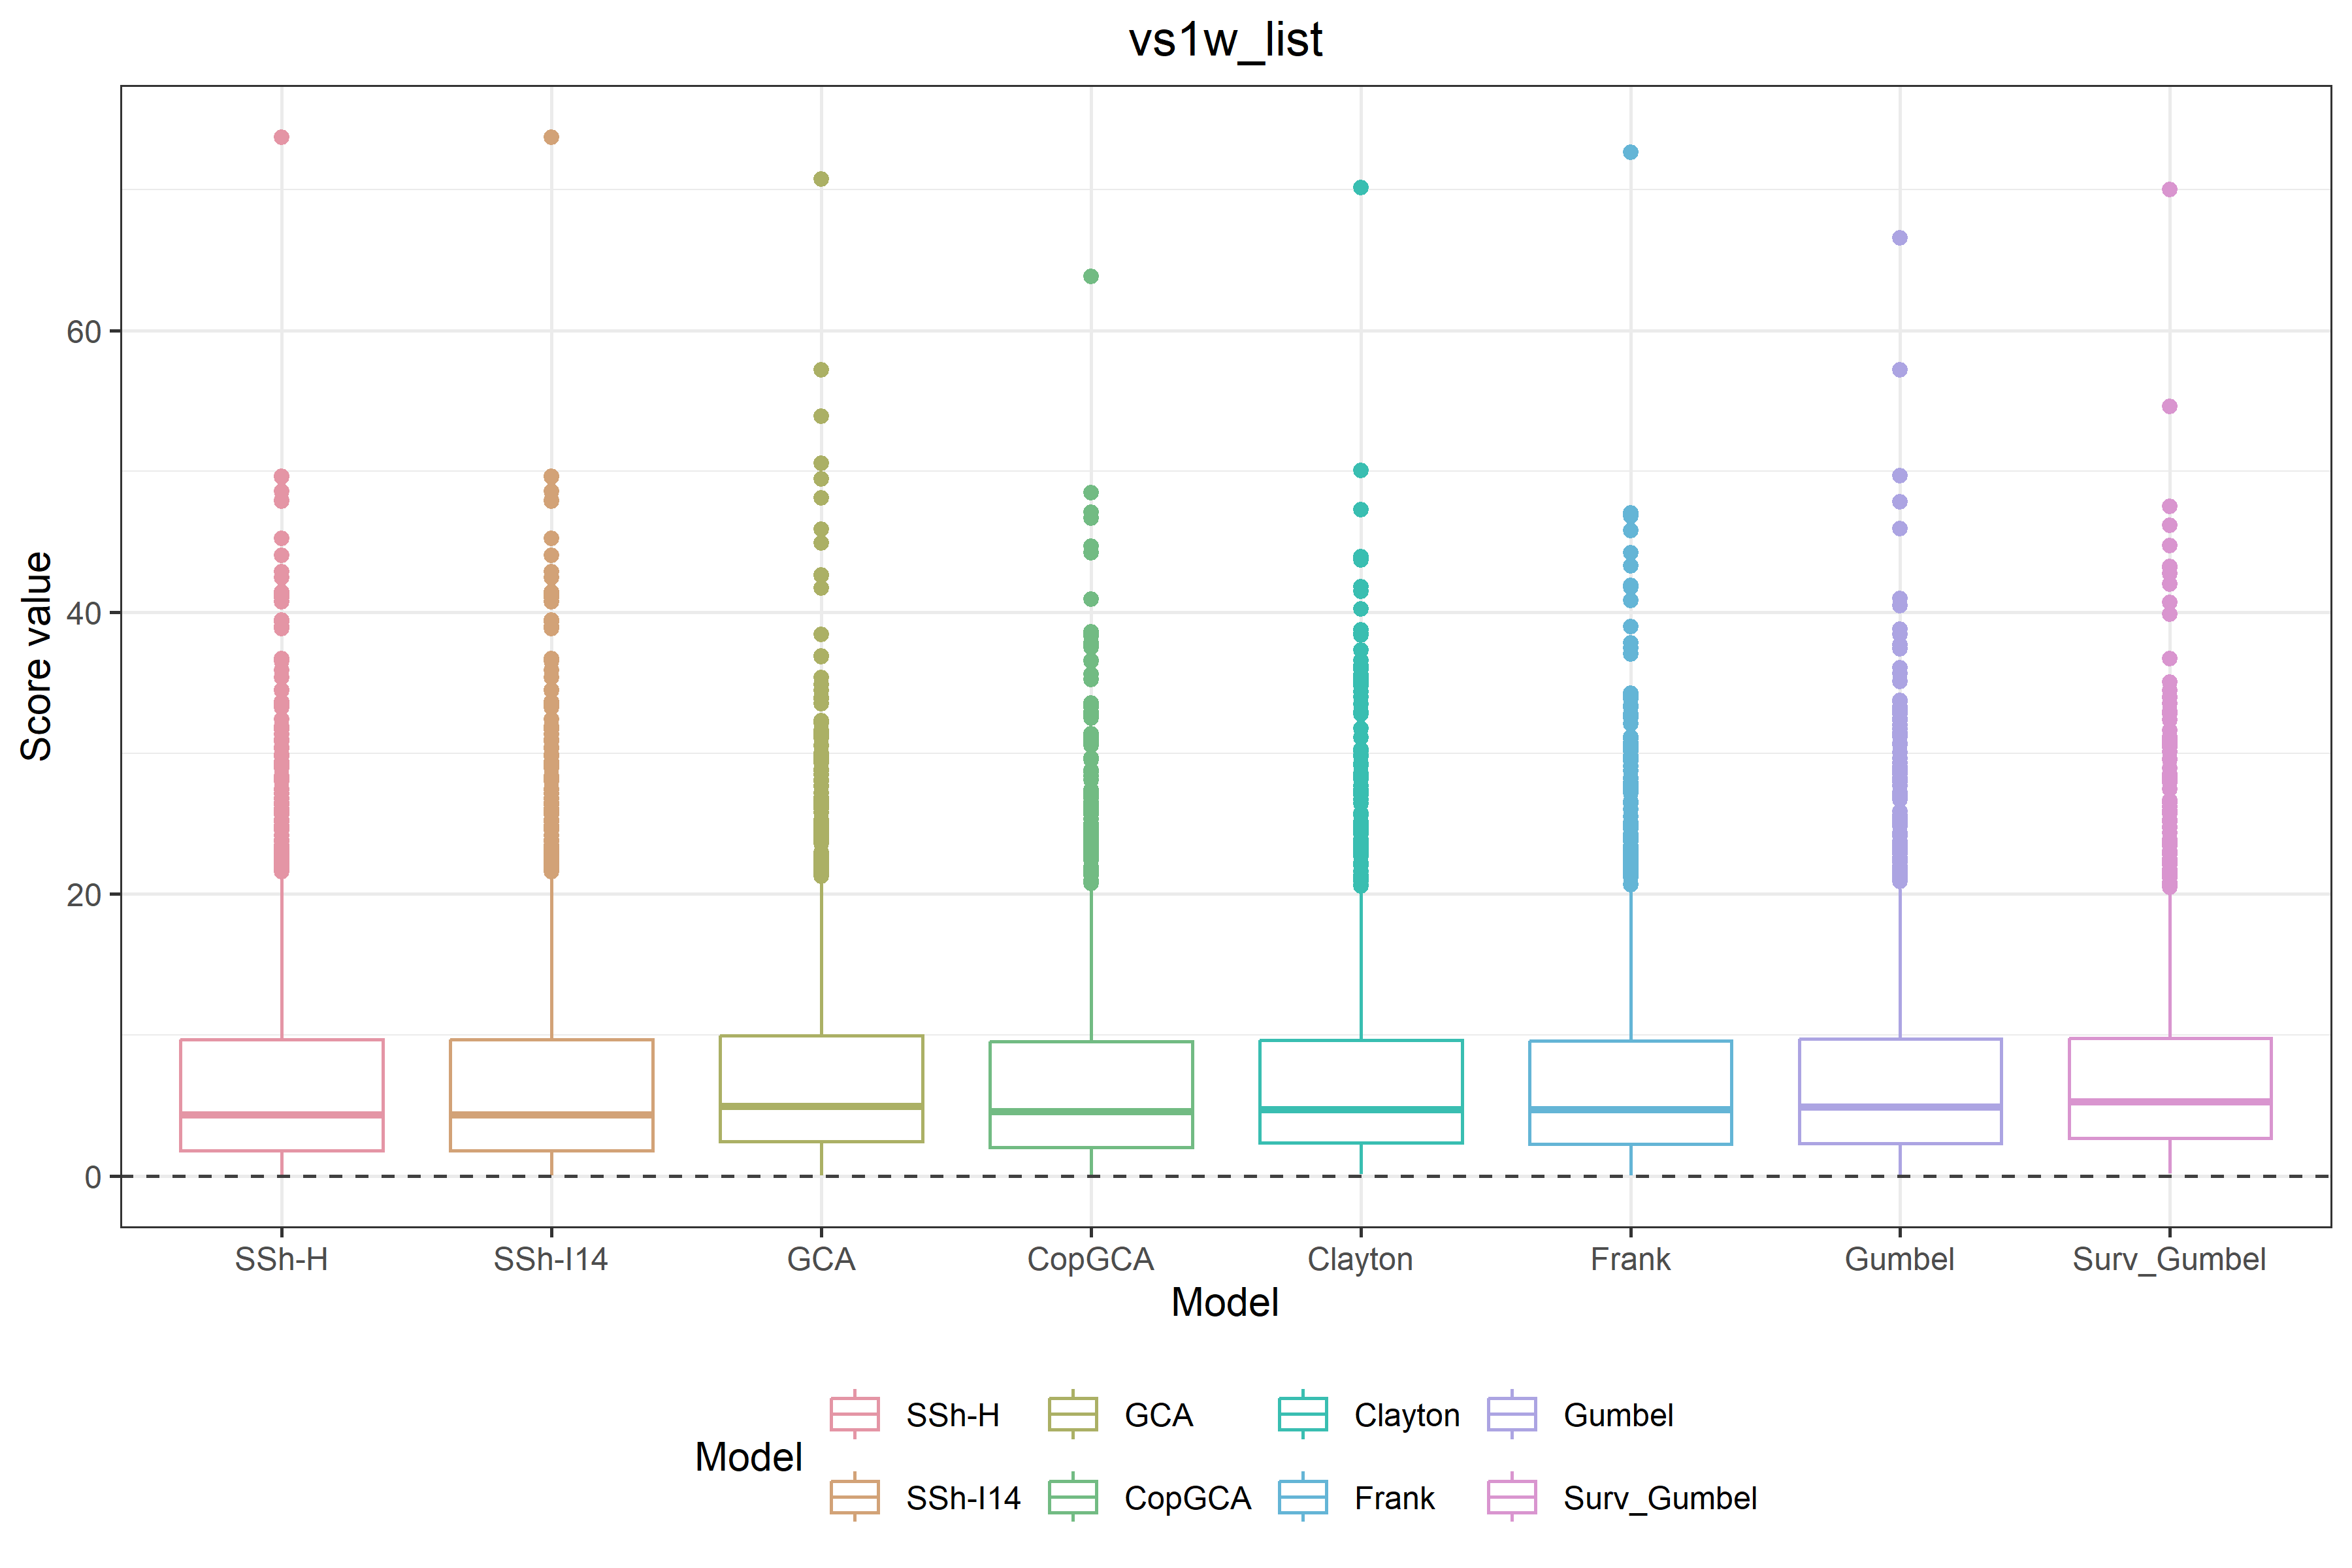 vs1w_list
Score value
60
40
20
0
SSh-H SSh-I14 GCA CopGCA Clayton Frank Gumbel Surv_Gumbel
Model
Model
SSh-H GCA Clayton Gumbel
SSh-I14 CopGCA Frank Surv_Gumbel